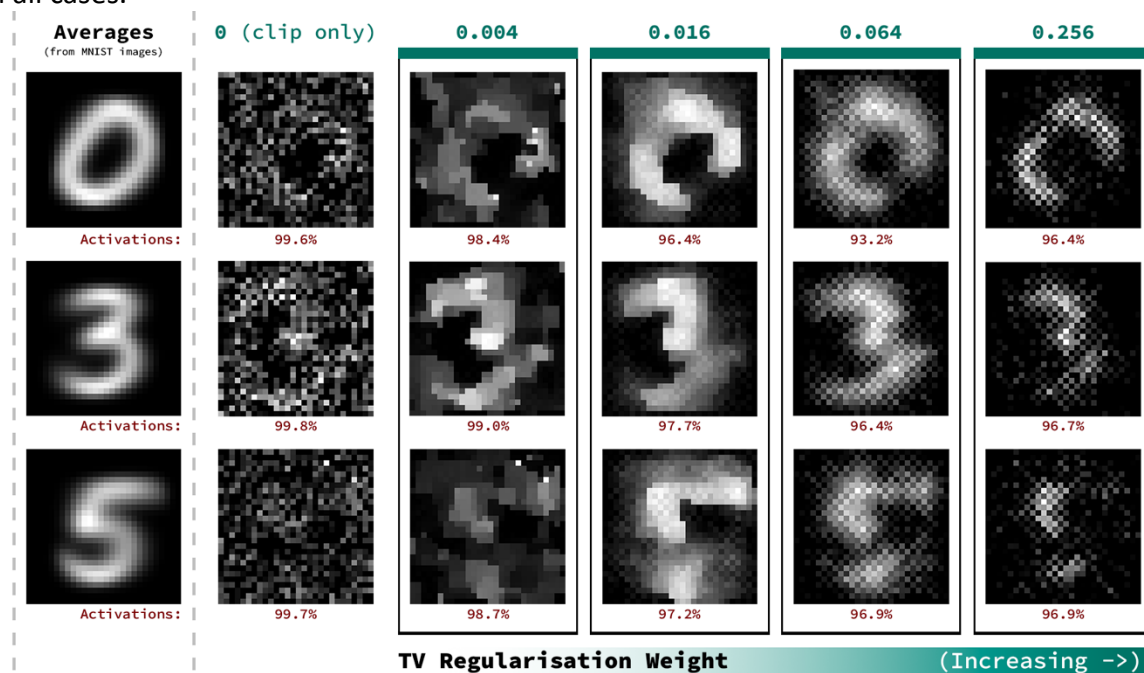 all cases.
Averages 0 (clip only) 0.004 0.016 0.064 0.256
(from MNIST images)
Activations: 99.6% 98.4% 96.4% 93.2% 96.4%
Activations: 99.8% 99.0% 97.7% 96.4% 96.7%
Activations: 99.7% 98.7% 97.2% 96.9% 96.9%
TV Regularisation Weight (Increasing ->)